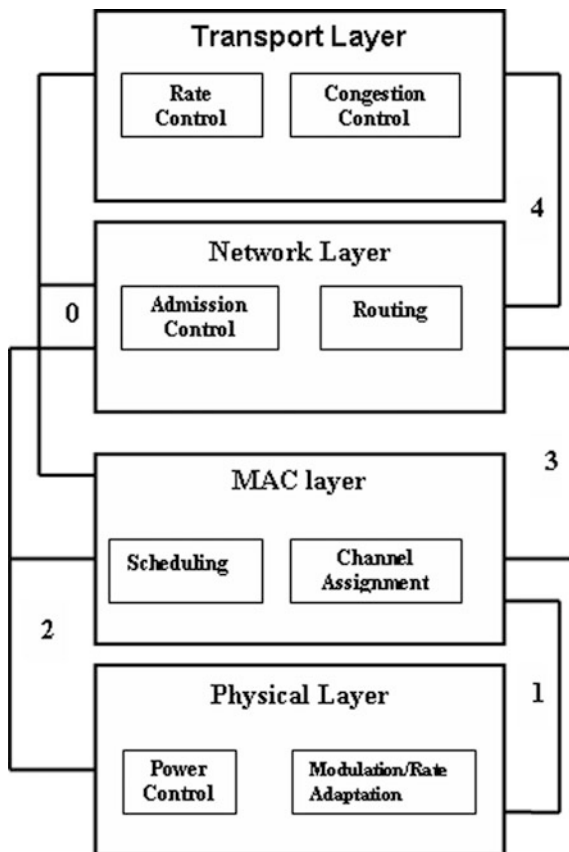 Transport Layer
Rate
Control
Congestion
Control
4
Network Layer
0
Admission
Control
Routing
3
MAC layer
Scheduling
Channel
Assignment
2
Physical Layer
1
Power
Control
Modulation/Rate
Adaptation